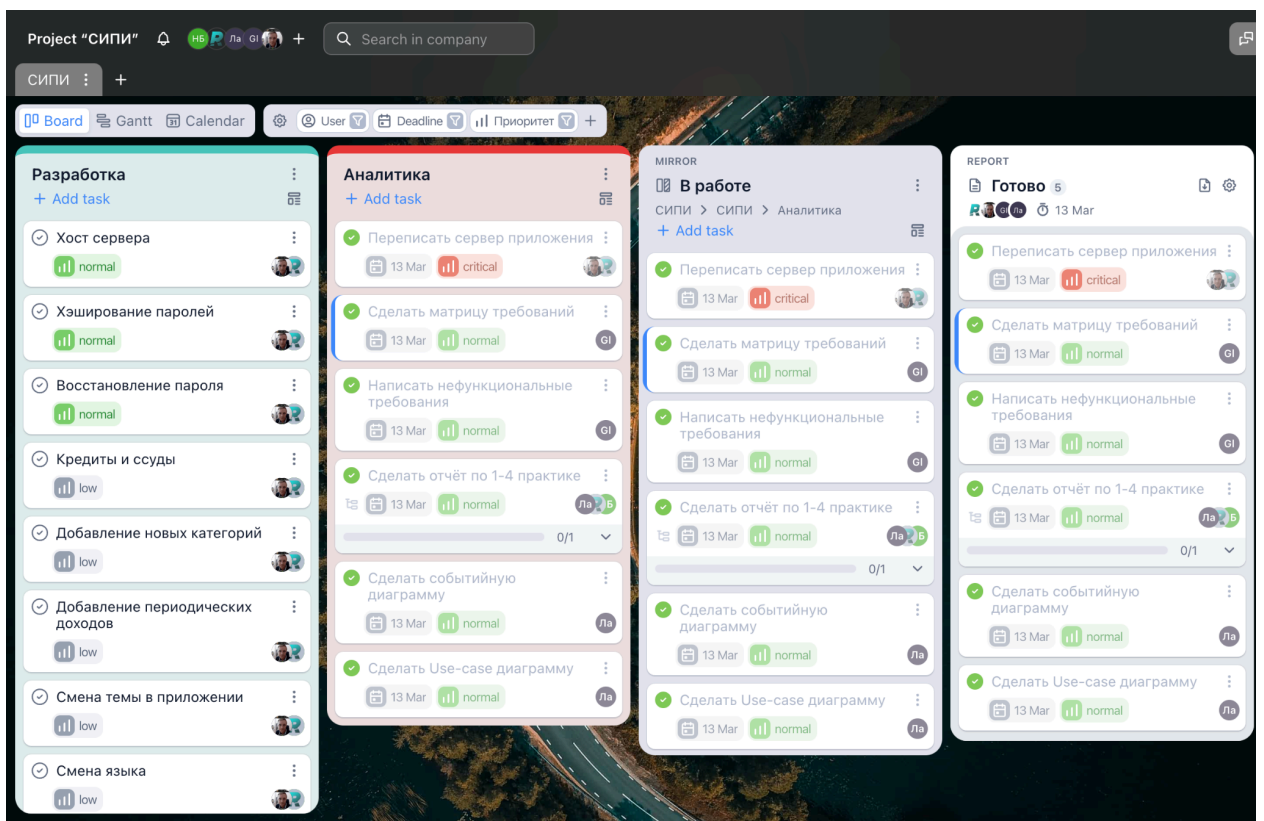 Project “СИПИ”
НБ
Ла
GI
Search in company
СИПИ
Board
Gantt
31
Calendar
User
Deadline
Приоритет
Разработка
+ Add task
Хост сервера
normal
Хэширование паролей
normal
Восстановление пароля
normal
Кредиты и ссуды
low
Добавление новых категорий
low
Добавление периодических
доходов
low
Смена темы в приложении
low
Смена языка
low
Аналитика
+ Add task
Переписать сервер приложения
13 Mar
critical
Сделать матрицу требований
13 Mar
normal
GI
Написать нефункциональные
требования
13 Mar
normal
GI
Сделать отчёт по 1-4 практике
13 Mar
normal
Ла
Б
0/1
Сделать событийную
диаграмму
13 Mar
normal
Ла
Сделать Use-case диаграмму
13 Mar
normal
Ла
MIRROR
В работе
СИПИ > СИПИ > Аналитика
+ Add task
Переписать сервер приложения
13 Mar
critical
Сделать матрицу требований
13 Mar
normal
GI
Написать нефункциональные
требования
13 Mar
normal
GI
Сделать отчёт по 1-4 практике
13 Mar
normal
Ла
Б
0/1
Сделать событийную
диаграмму
13 Mar
normal
Ла
Сделать Use-case диаграмму
13 Mar
normal
Ла
REPORT
Готово 5
R
GI
Ла
13 Mar
Переписать сервер приложения
13 Mar
critical
Сделать матрицу требований
13 Mar
normal
GI
Написать нефункциональные
требования
13 Mar
normal
GI
Сделать отчёт по 1-4 практике
13 Mar
normal
Ла
Б
0/1
Сделать событийную
диаграмму
13 Mar
normal
Ла
Сделать Use-case диаграмму
13 Mar
normal
Ла